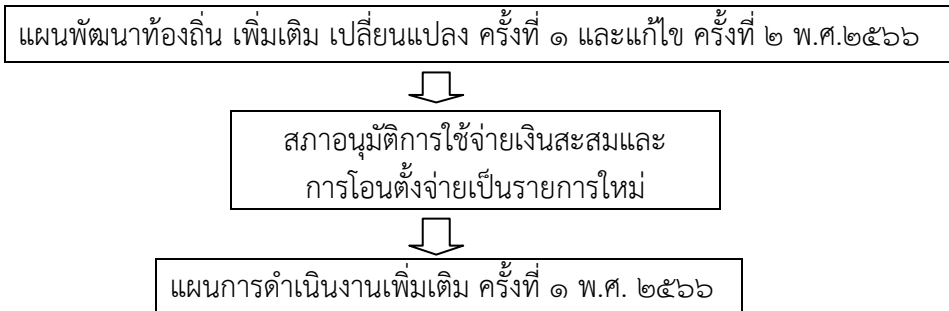 แผนพัฒนาท้องถิ่น เพิ่มเติม เปลี่ยนแปลง ครั้งที่ ๑ และแก้ไข ครั้งที่ ๒ พ.ศ.๒๕๖๖
สภาอนุมัติการใช้จ่ายเงินสะสมและ
การโอนตั้งจ่ายเป็นรายการใหม่
แผนการดำเนินงานเพิ่มเติม ครั้งที่ ๑ พ.ศ. ๒๕๖๖